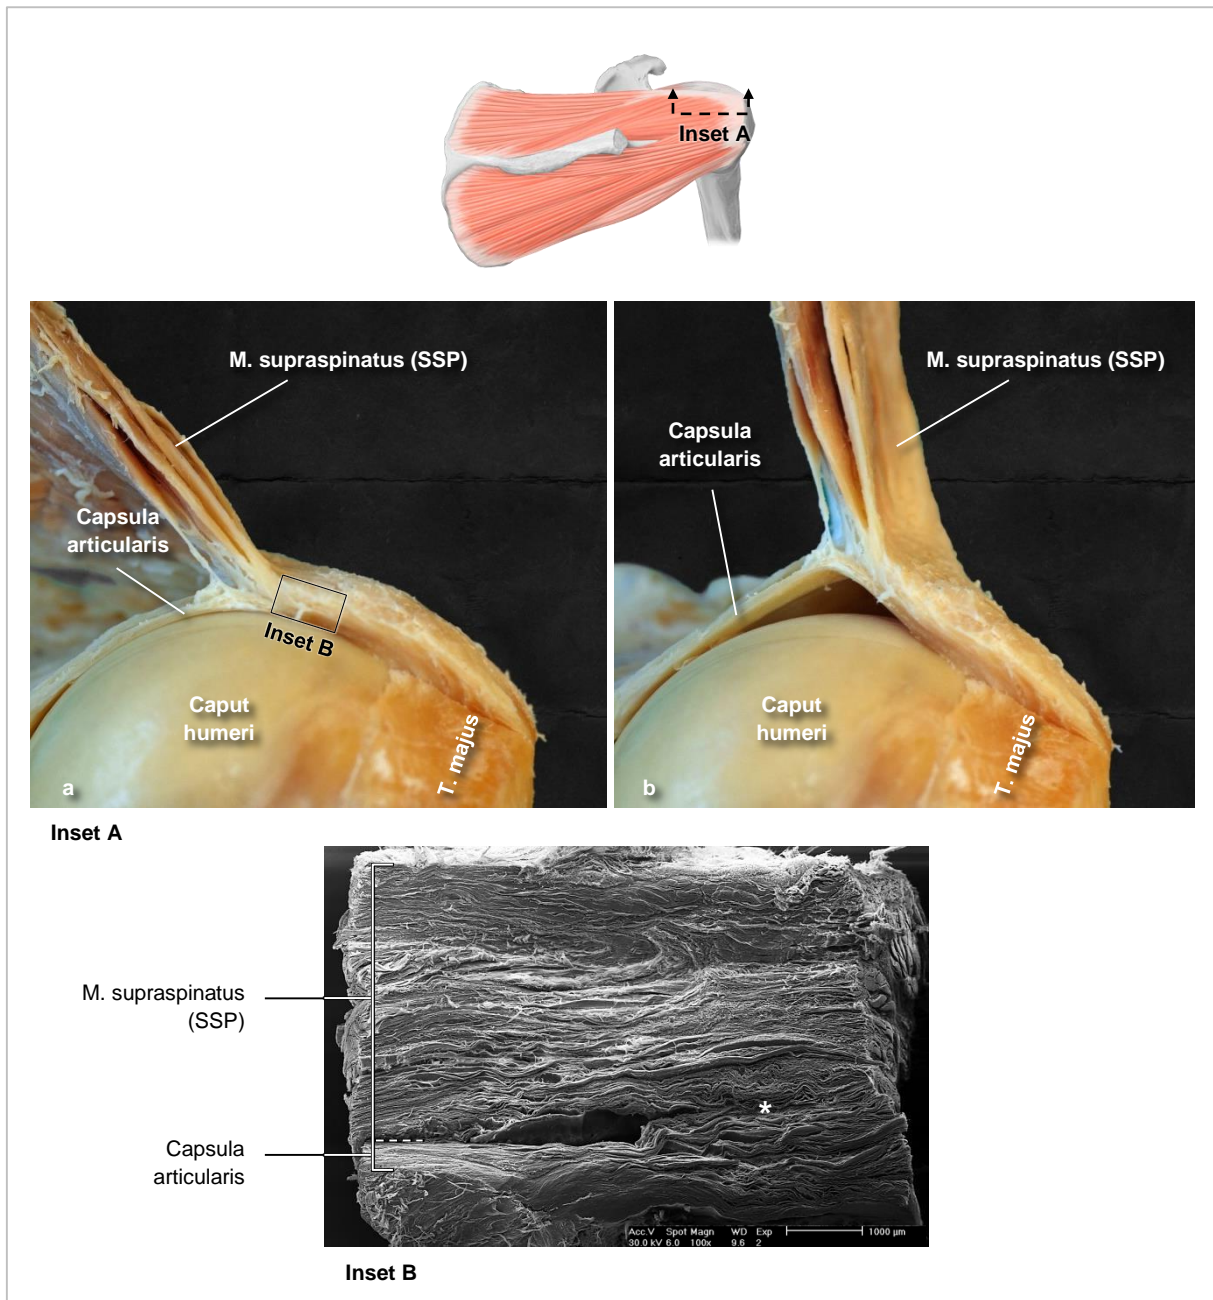 Inset A
M. supraspinatus (SSP)
Capsula
articularis
Inset B
Caput
humeri
T. majus
a
M. supraspinatus (SSP)
Capsula
articularis
Caput
humeri
T. majus
b
Inset A
M. supraspinatus
(SSP)
*
Capsula
articularis
Acc.V Spot Magn WD Exp
30.0 kV 6.0 100x 9.6 2
1000 µm
Inset B